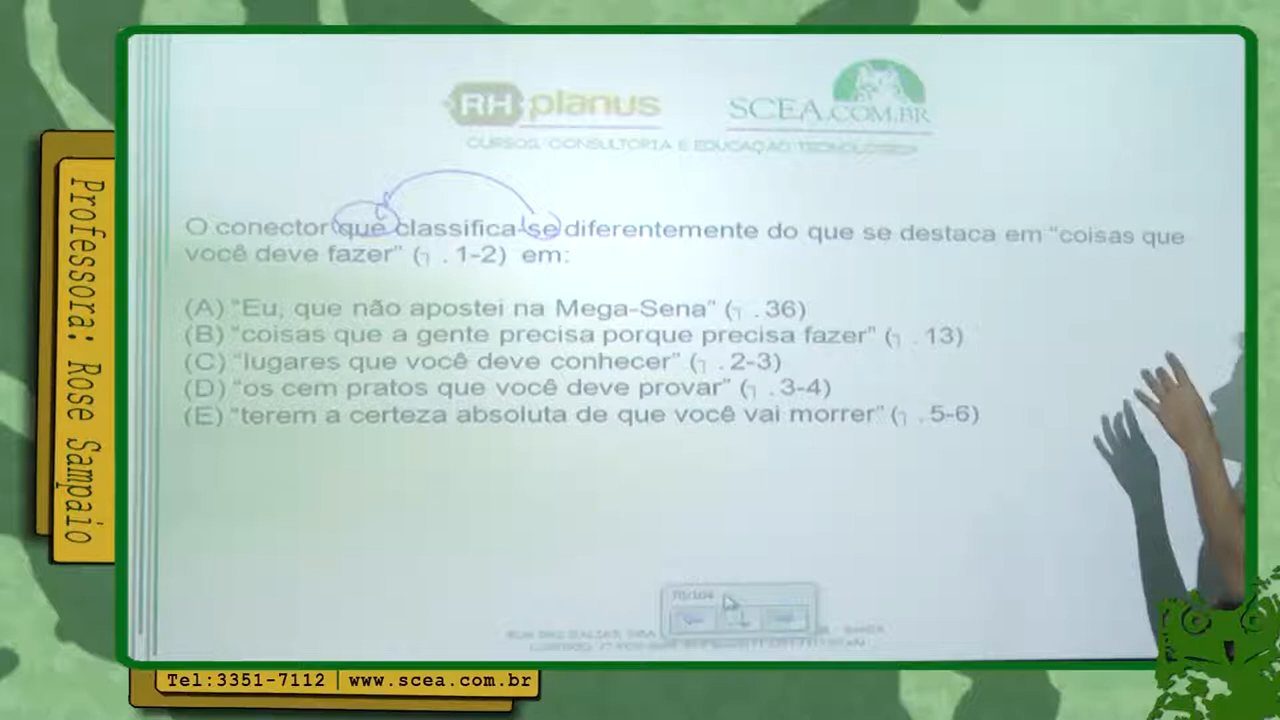 RH planus
SCEA.COM.BR
CURSOS, CONSULTORIA E EDUCAÇÃO TECNOLÓGICA
O conector que classifica-se diferentemente do que se destaca em “coisas que
você deve fazer” (ㄱ . 1-2) em:
(A) “Eu, que não apostei na Mega-Sena” (ㄱ . 36)
(B) “coisas que a gente precisa porque precisa fazer” (ㄱ . 13)
(C) “lugares que você deve conhecer” (ㄱ . 2-3)
(D) “os cem pratos que você deve provar” (ㄱ . 3-4)
(E) “terem a certeza absoluta de que você vai morrer” (ㄱ . 5-6)
Professora: Rose Sampaio
Tel:3351-7112 | www.scea.com.br